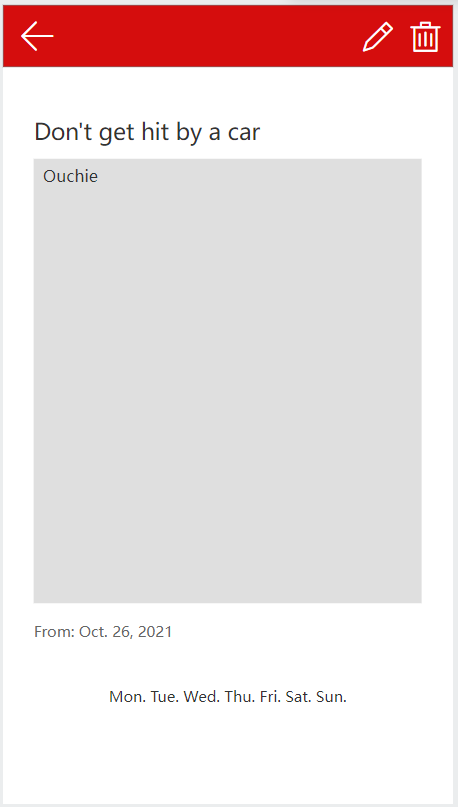 Don't get hit by a car
Ouchie
From: Oct. 26, 2021
Mon. Tue. Wed. Thu. Fri. Sat. Sun.